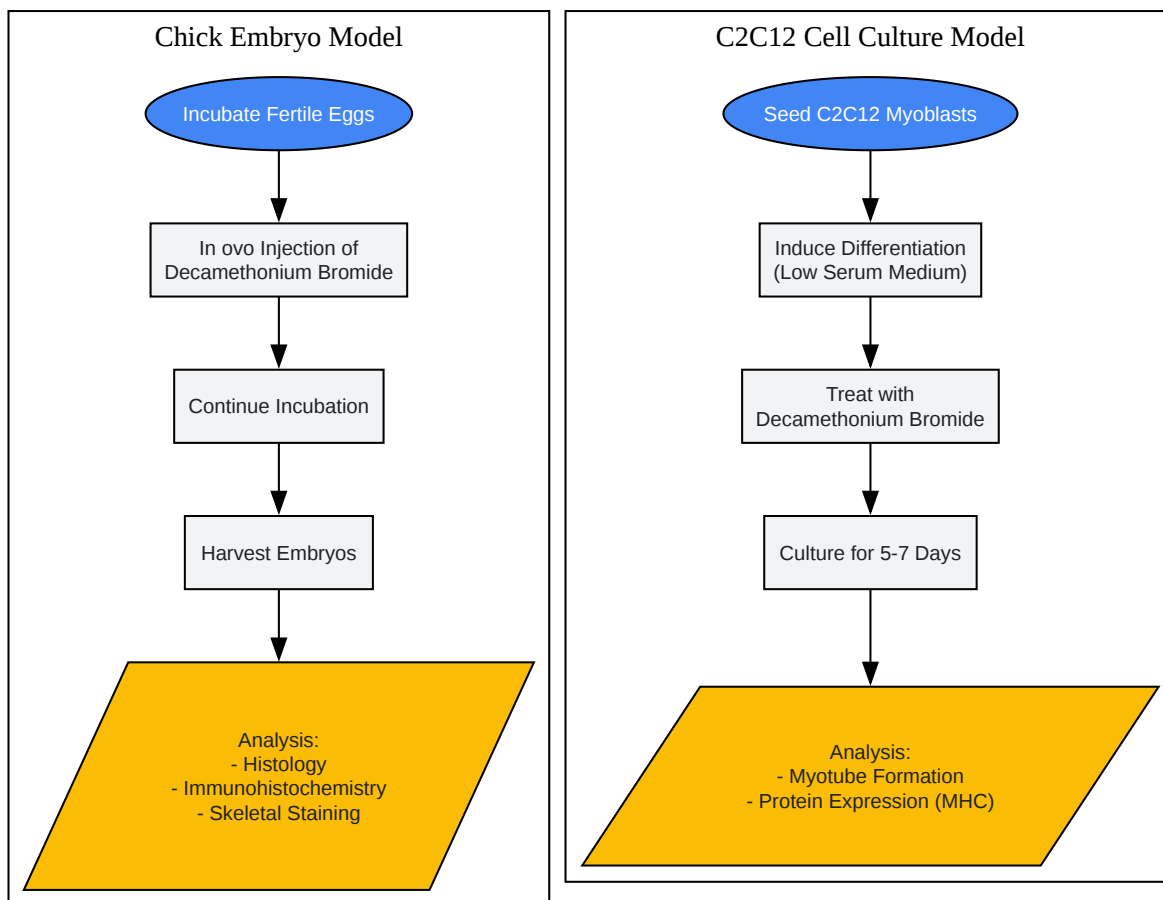 Chick Embryo Model
Incubate Fertile Eggs
In ovo Injection of
Decamethonium Bromide
Continue Incubation
Harvest Embryos
Analysis:
- Histology
- Immunohistochemistry
- Skeletal Staining
C2C12 Cell Culture Model
Seed C2C12 Myoblasts
Induce Differentiation
(Low Serum Medium)
Treat with
Decamethonium Bromide
Culture for 5-7 Days
Analysis:
- Myotube Formation
- Protein Expression (MHC)